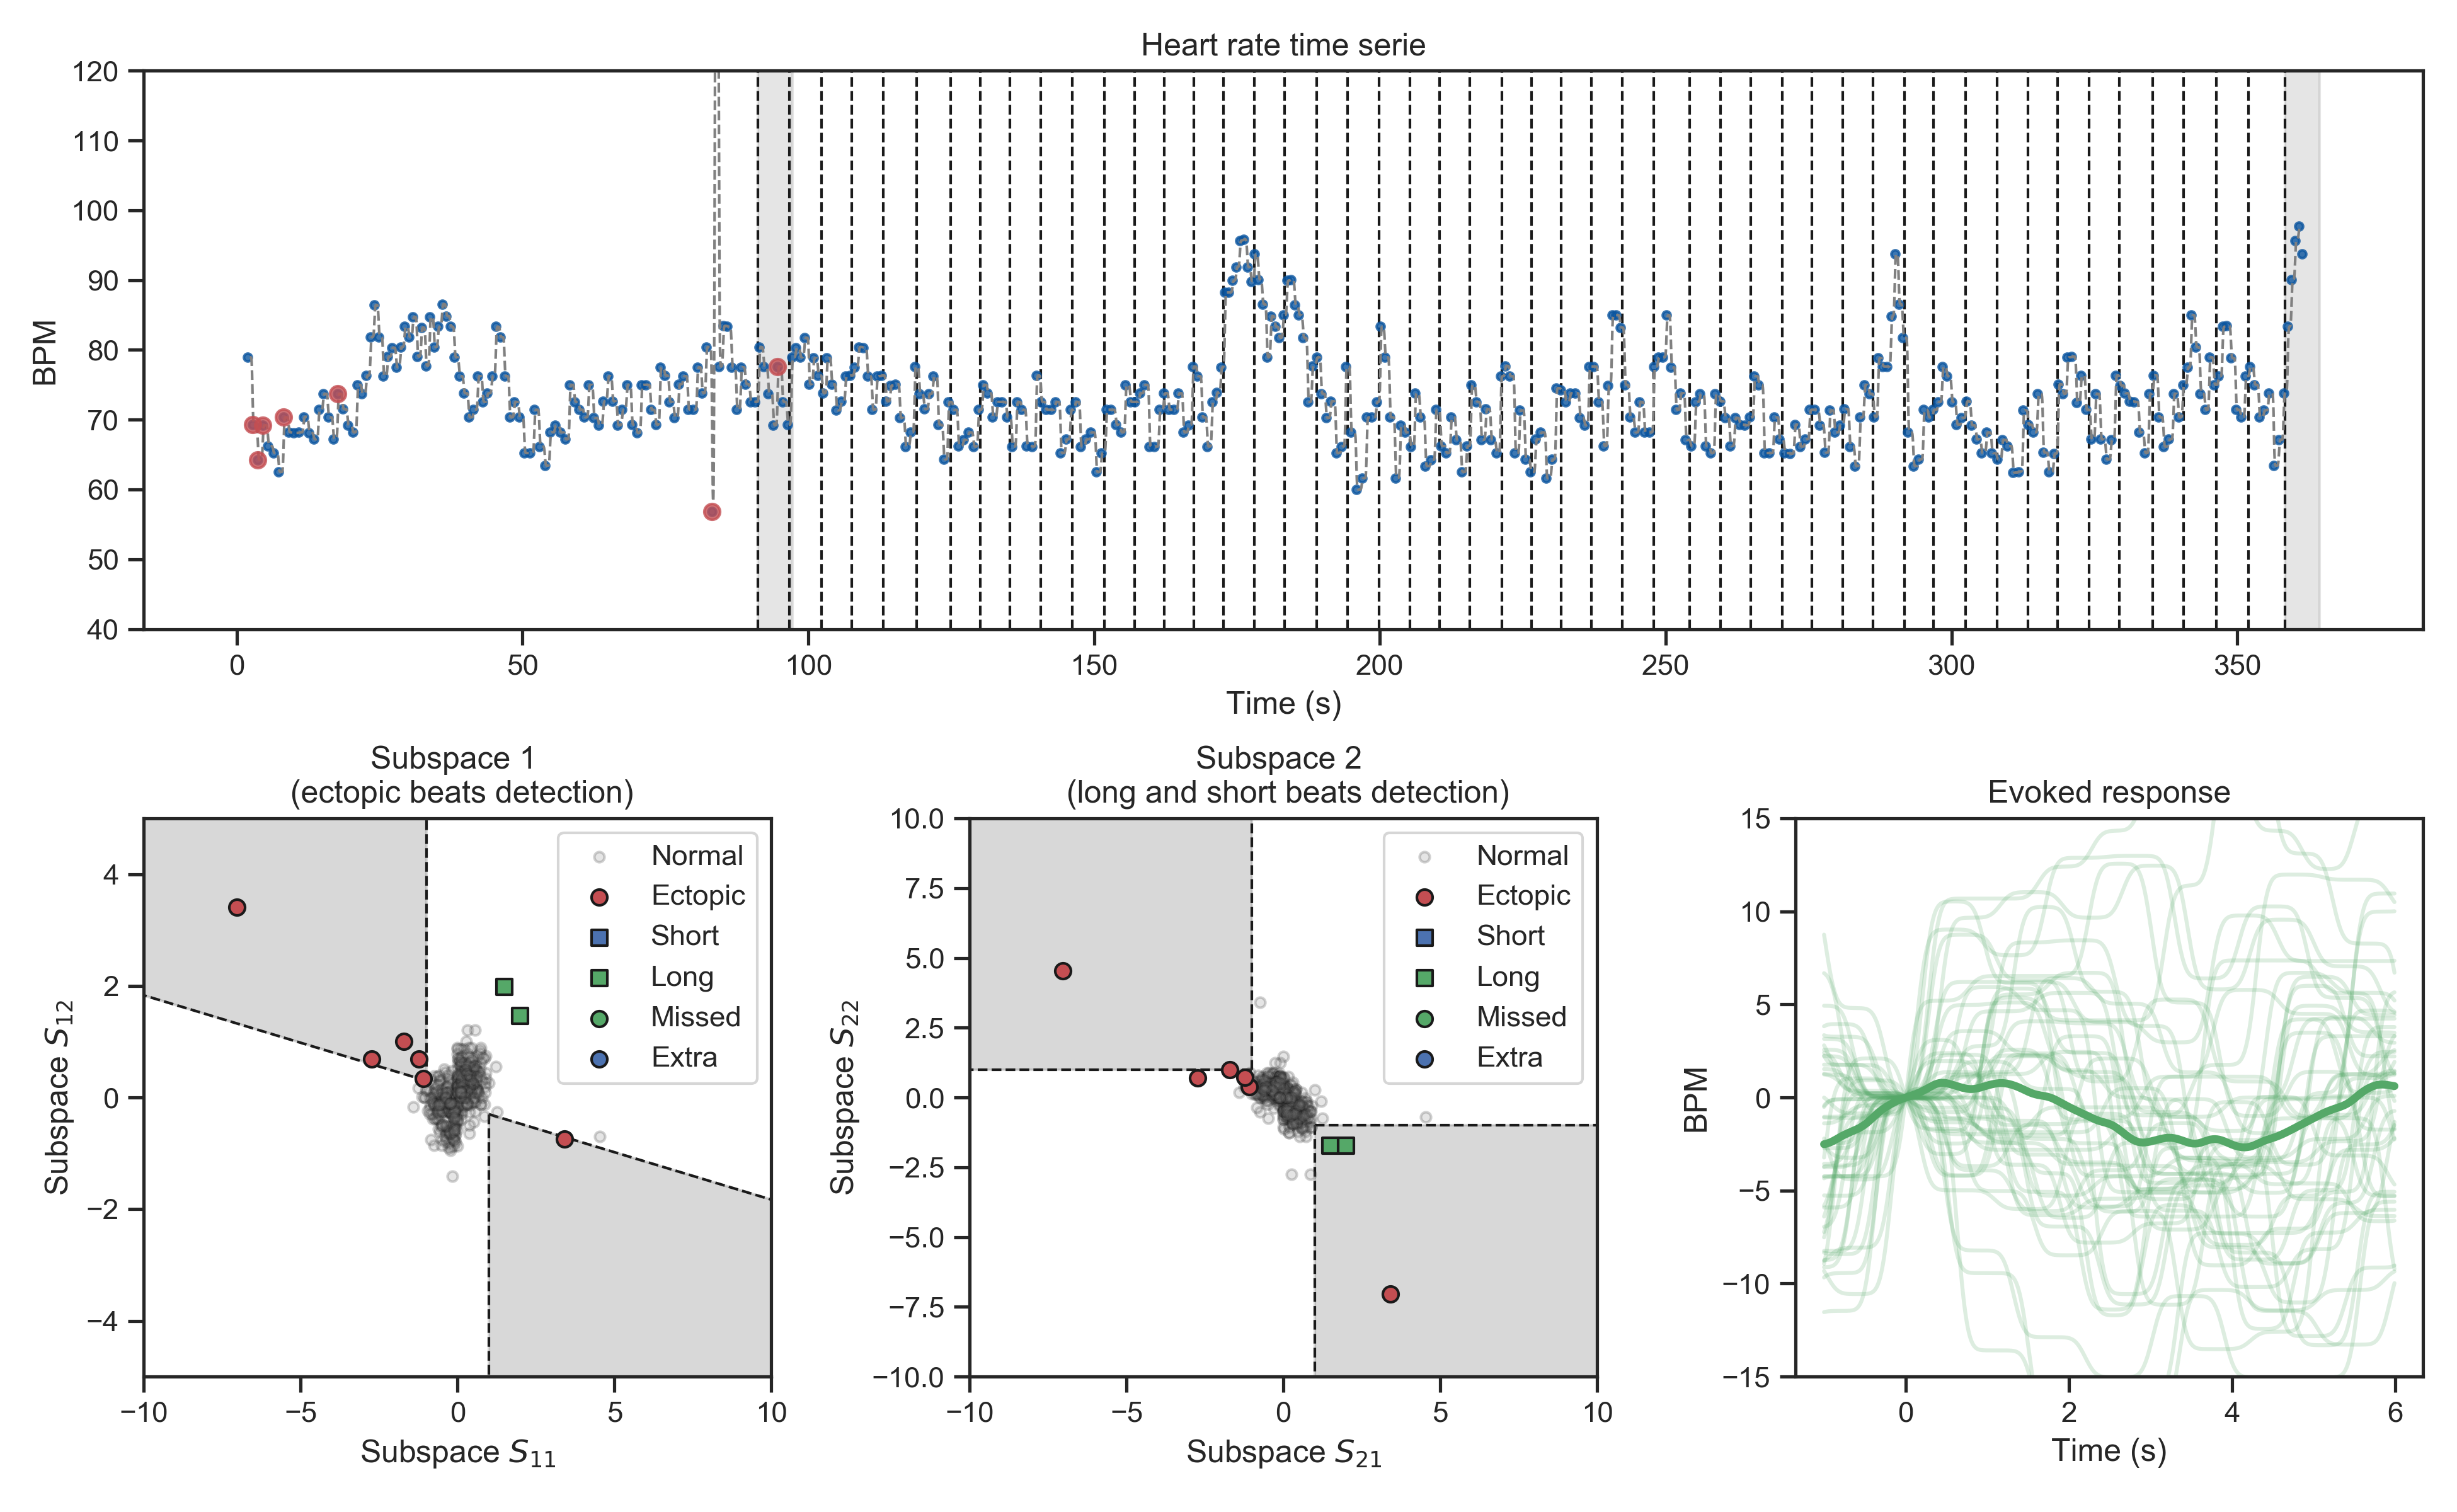 Heart rate time serie
120
110
100
90
80
70
60
50
40
BPM
0 50 100 150 200 250 300 350
Time (s)
Subspace 1
(ectopic beats detection)
4
2
0
−2
−4
Subspace S12
−10 −5 0 5 10
Subspace S11
Normal
Ectopic
Short
Long
Missed
Extra
Subspace 2
(long and short beats detection)
10.0
7.5
5.0
2.5
0.0
−2.5
−5.0
−7.5
−10.0
Subspace S22
−10 −5 0 5 10
Subspace S21
Normal
Ectopic
Short
Long
Missed
Extra
Evoked response
15
10
5
0
−5
−10
−15
BPM
0 2 4 6
Time (s)